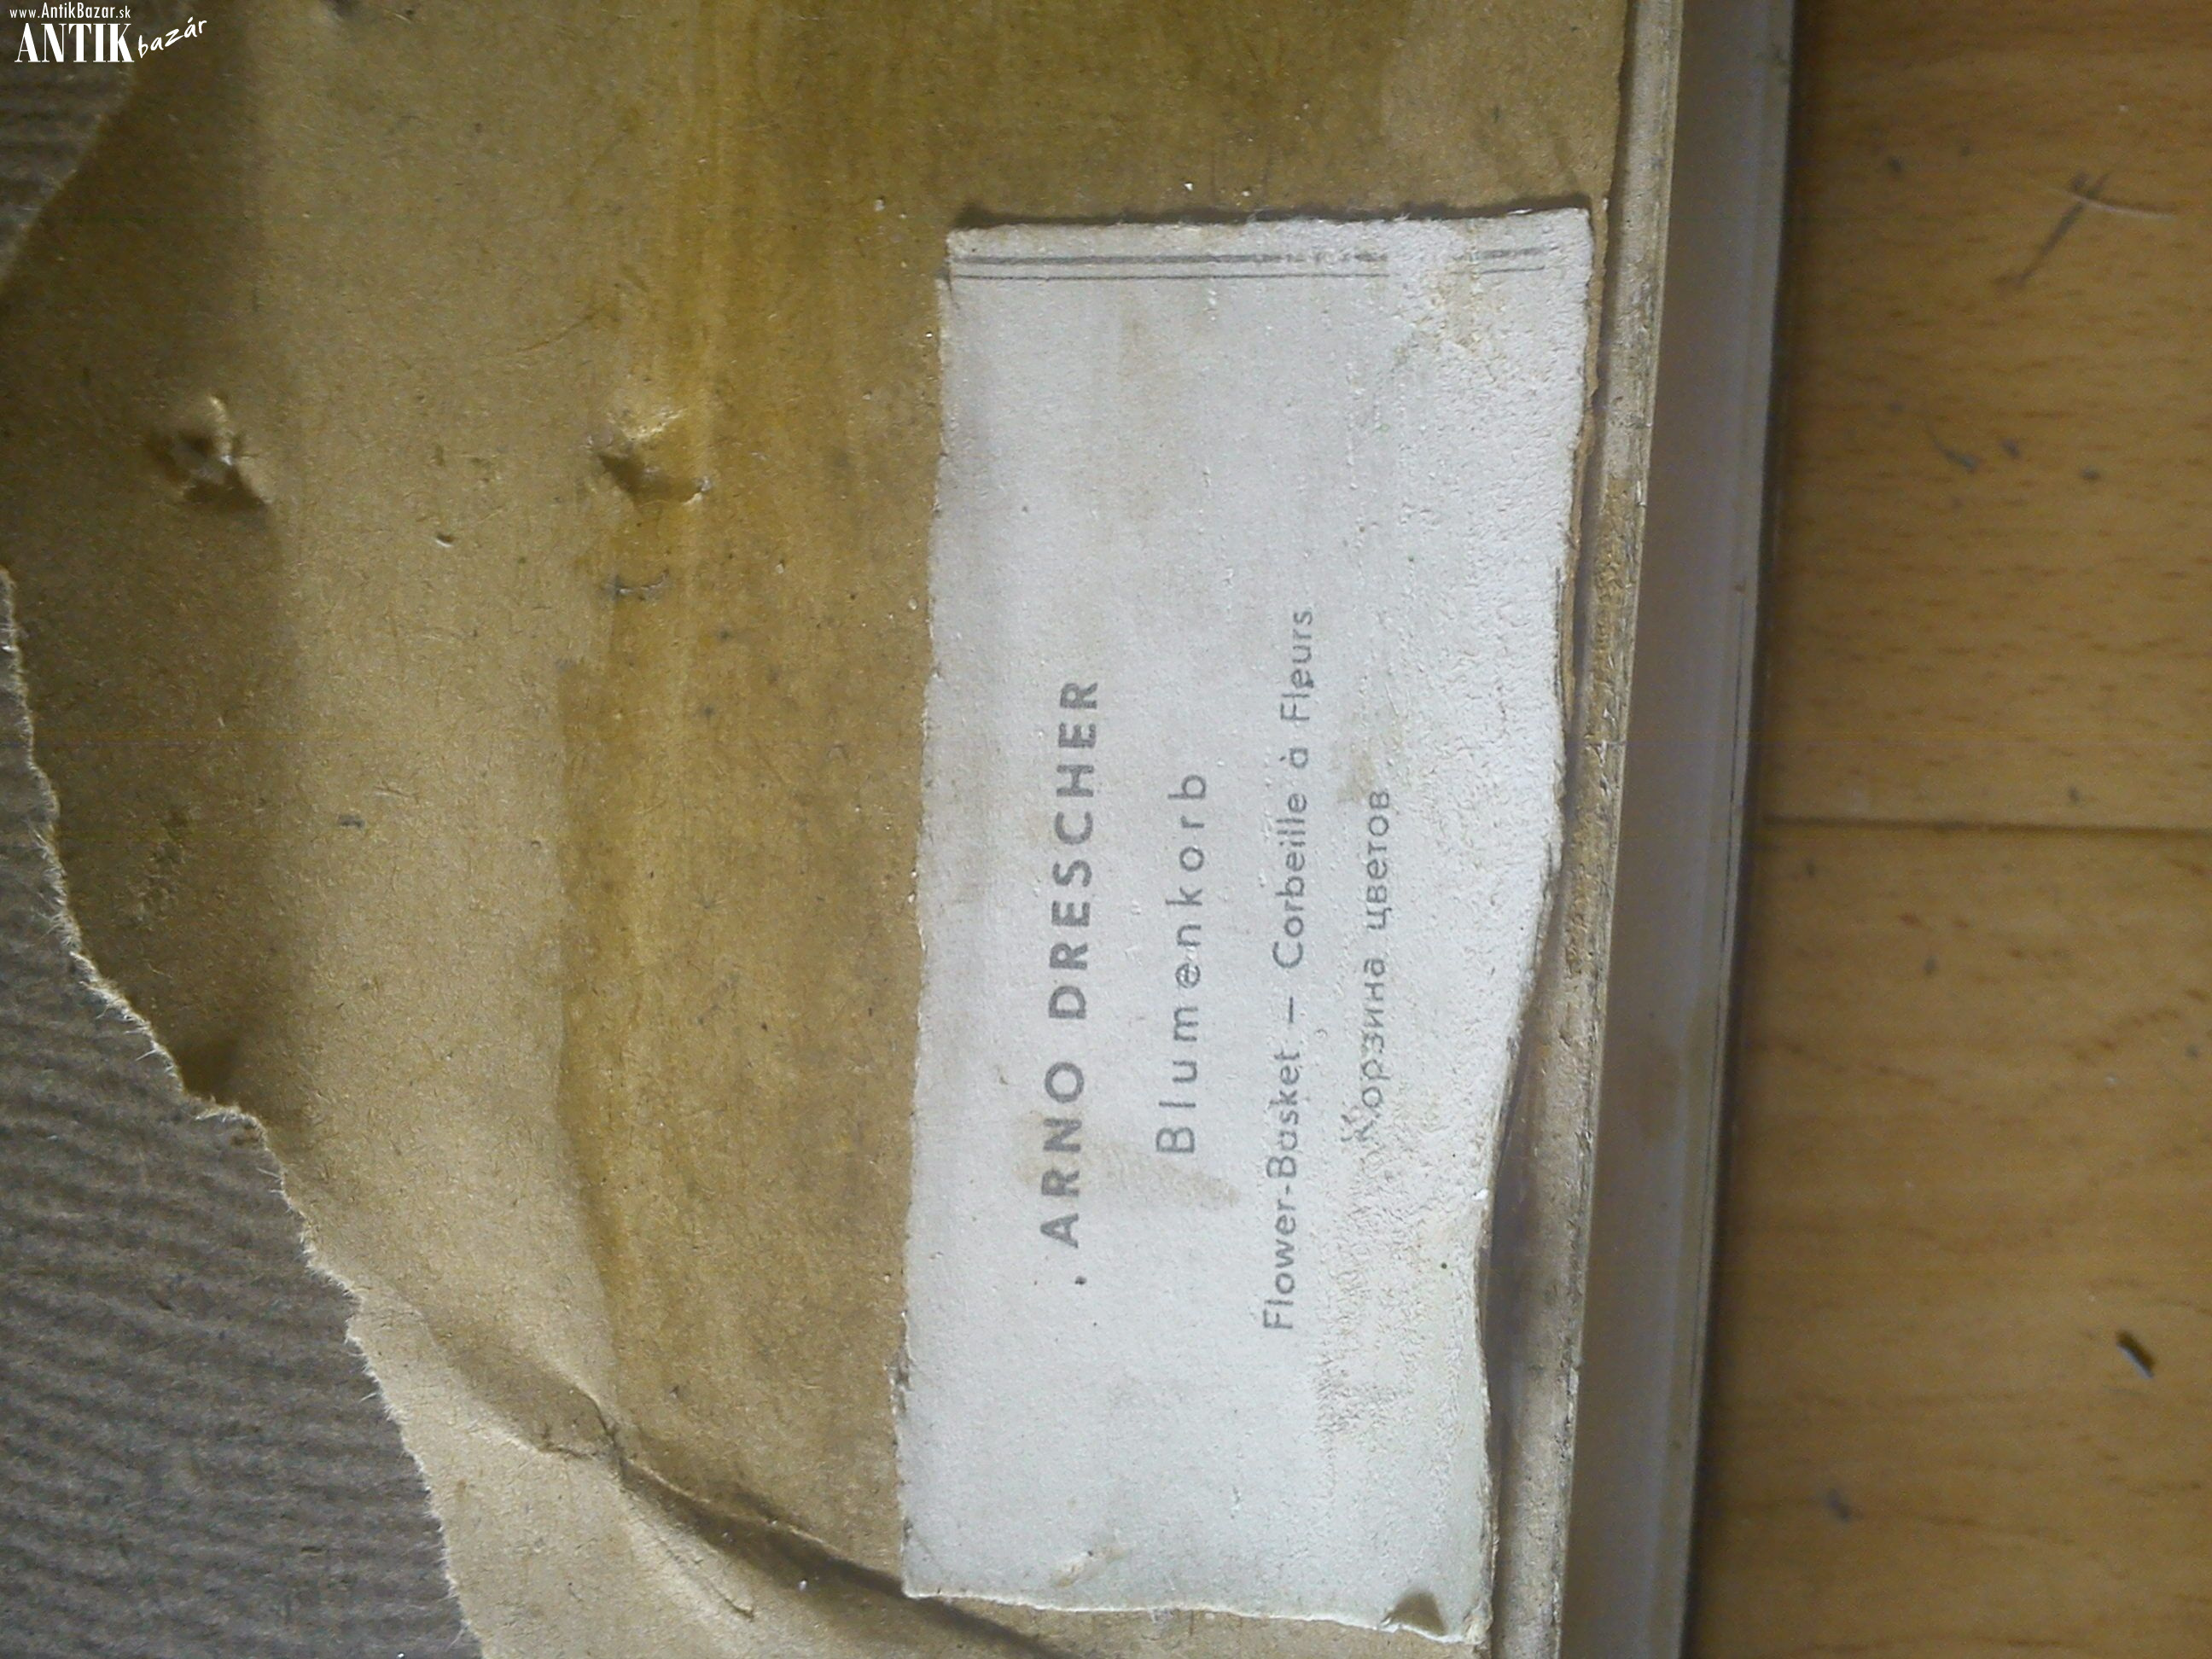 www.AntikBazar.sk
ANTIK bazár
ARNO DRESCHER
Blumenkorb
Flower-Basket – Corbeille à Fleurs
Корзина цветов